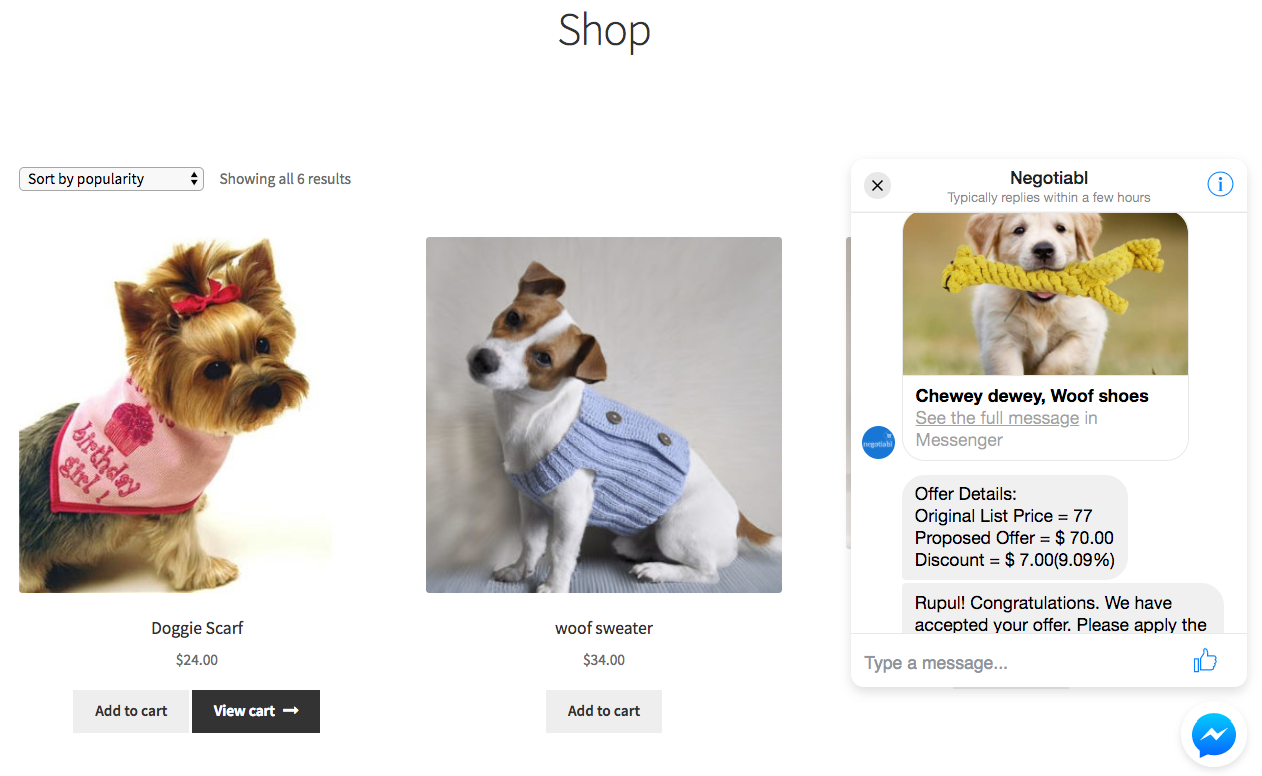 Shop
Sort by popularity
Showing all 6 results
birthday
girl !
Doggie Scarf
$24.00
Add to cart
View cart →
woof sweater
$34.00
Add to cart
Negotiabl
Typically replies within a few hours
Chewey dewey, Woof shoes
See the full message in
Messenger
negotiabl
Offer Details:
Original List Price = 77
Proposed Offer = $ 70.00
Discount = $ 7.00(9.09%)
Rupul! Congratulations. We have
accepted your offer. Please apply the
Type a message...